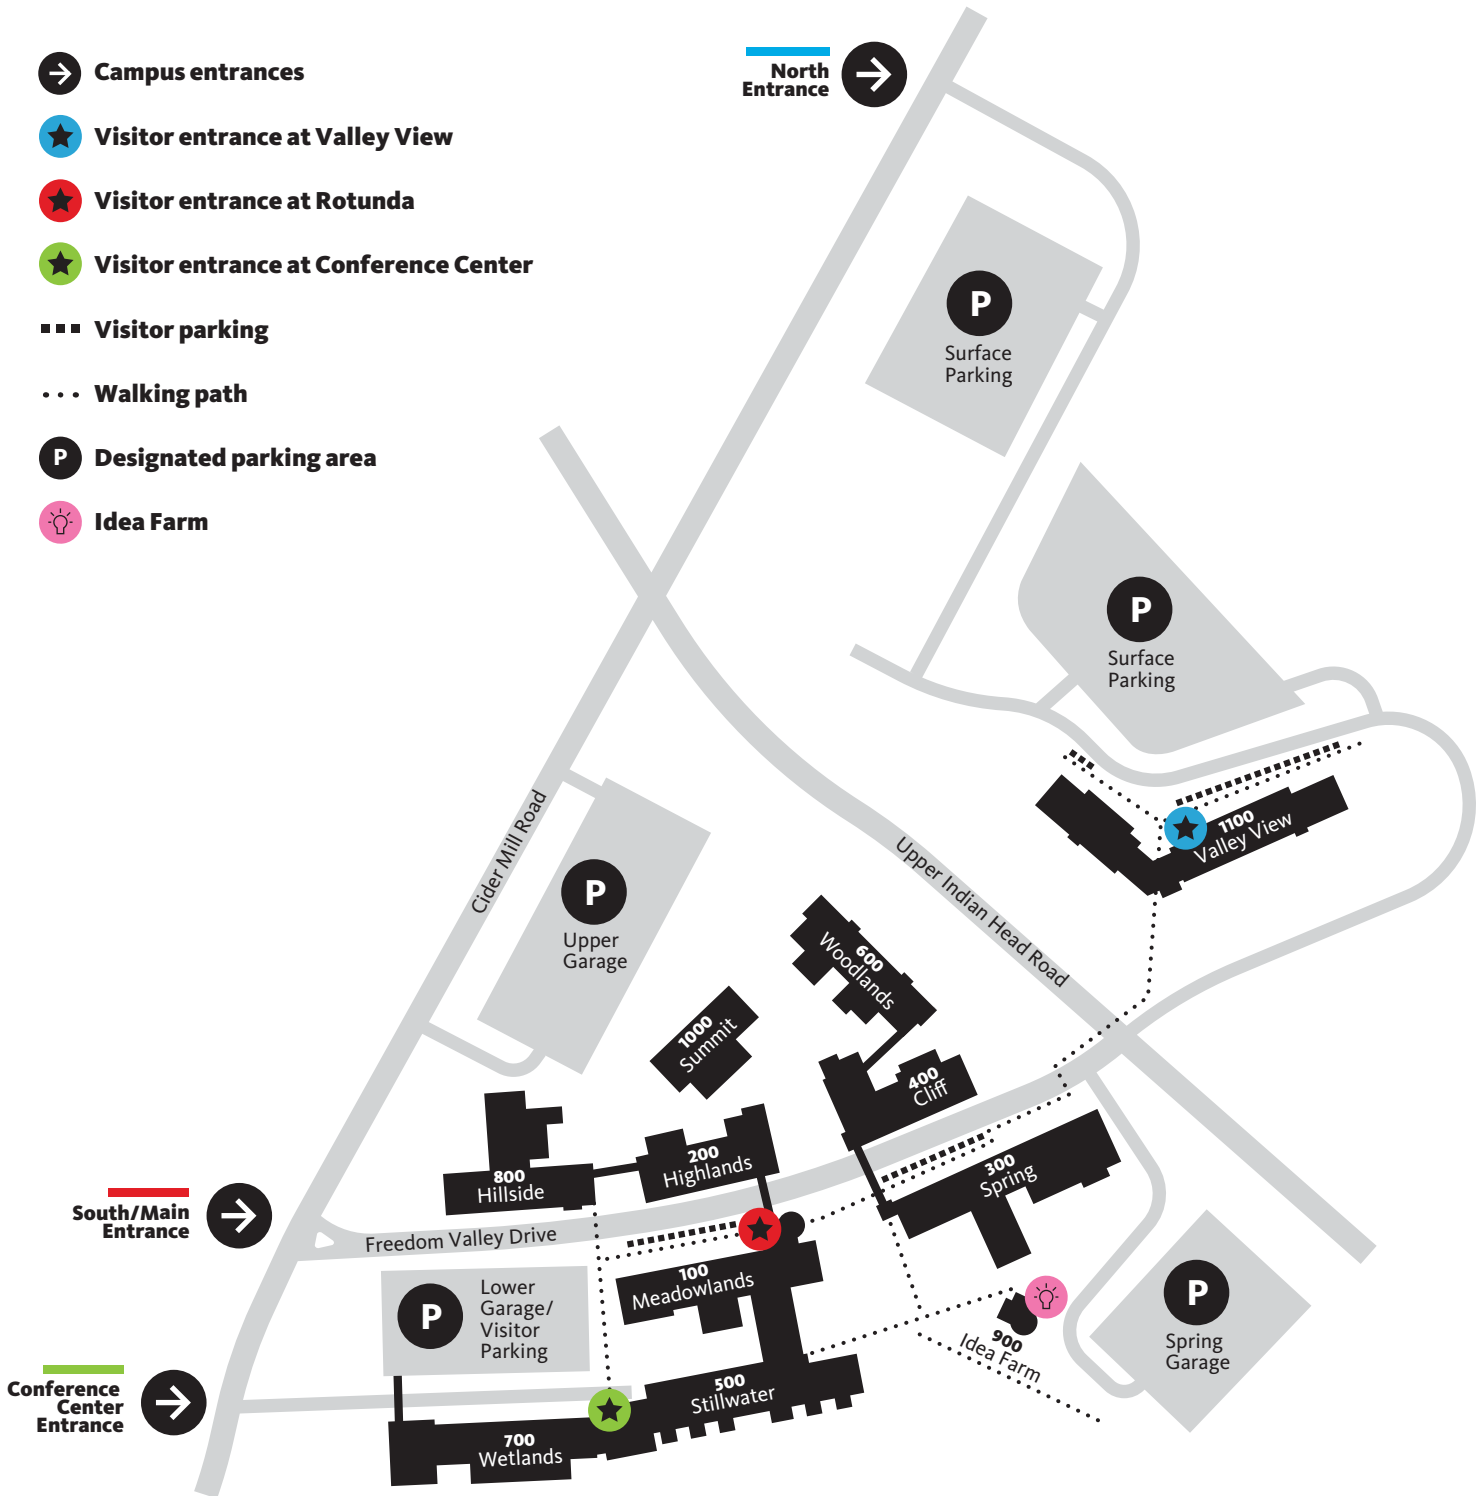 Campus entrances
Visitor entrance at Valley View
Visitor entrance at Rotunda
Visitor entrance at Conference Center
Visitor parking
Walking path
P
Designated parking area
Idea Farm
North
Entrance
P
Surface
Parking
P
Surface
Parking
1100
Valley View
Cider Mill Road
Upper Indian Head Road
P
Upper
Garage
600
Woodlands
1000
Summit
400
Cliff
200
Highlands
800
Hillside
300
Spring
South/Main
Entrance
Freedom Valley Drive
100
Meadowlands
P
Lower
Garage/
Visitor
Parking
P
Spring
Garage
900
Idea Farm
Conference
Center
Entrance
500
Stillwater
700
Wetlands